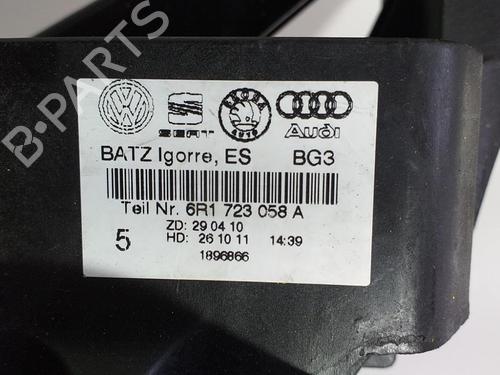 B-PARTS
SEAT
SKODA
AUTO
Audi
BATZ Igorre, ES BG3
Teil Nr. 6R1 723 058 A
5
ZD: 29 04 10
HD: 26 10 11 14:39
1896866